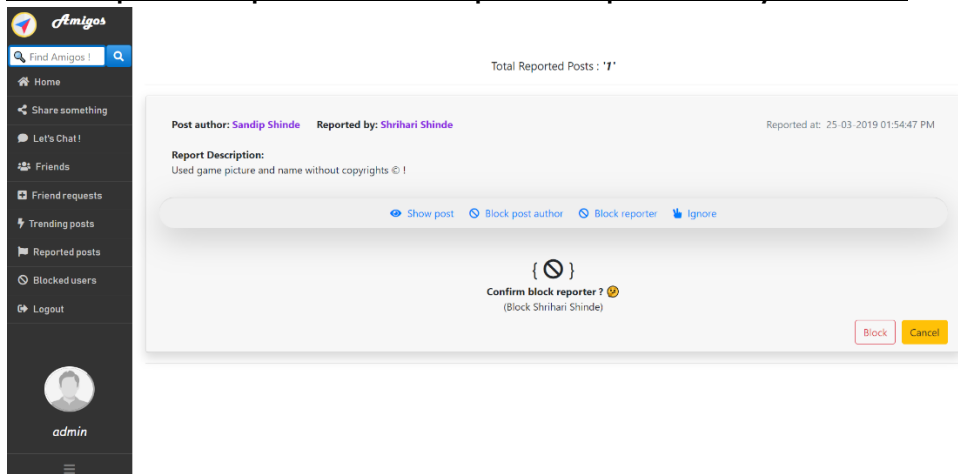 Amigos
Find Amigos !
Home
Share something
Let's Chat!
Friends
Friend requests
Trending posts
Reported posts
Blocked users
Logout
admin
Total Reported Posts : '1'
Post author: Sandip Shinde Reported by: Shrihari Shinde Reported at: 25-03-2019 01:54:47 PM
Report Description:
Used game picture and name without copyrights © !
Show post Block post author Block reporter Ignore
{ }
Confirm block reporter ? 🤔
(Block Shrihari Shinde)
Block Cancel